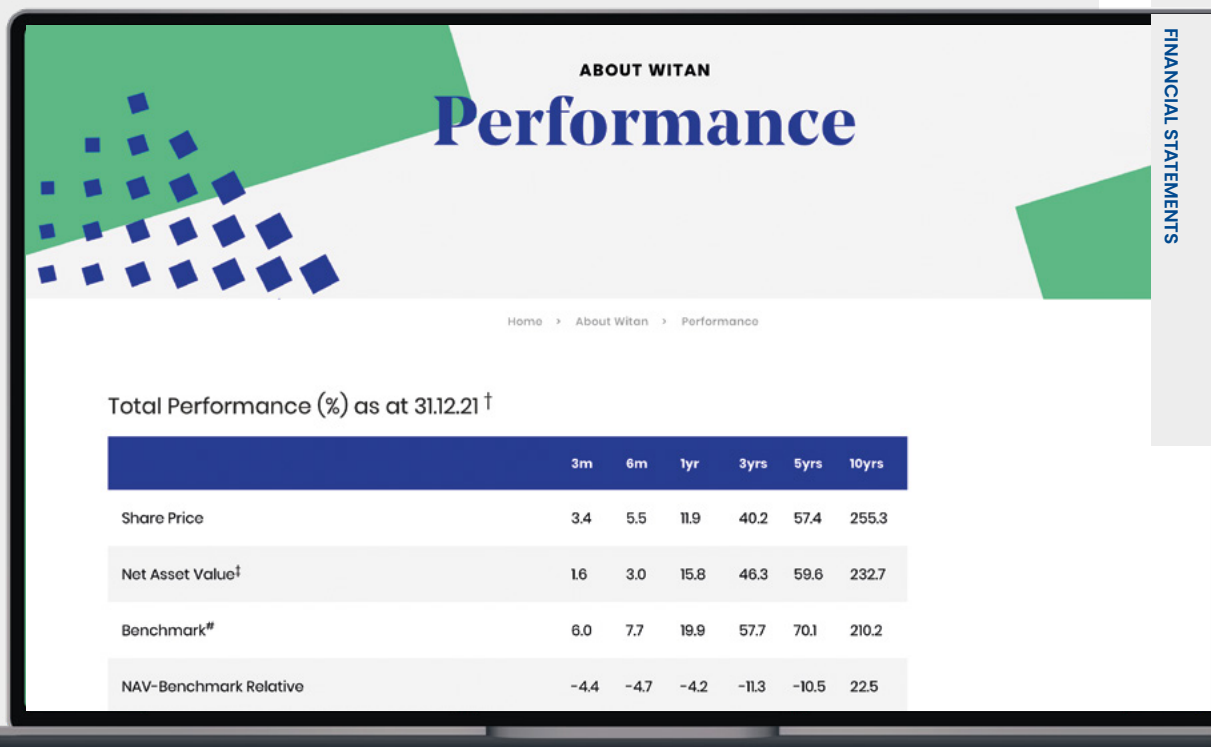 ABOUT WITAN
Performance
Home > About Witan > Performance
Total Performance (%) as at 31.12.21 †
3m 6m 1yr 3yrs 5yrs 10yrs
Share Price 3.4 5.5 11.9 40.2 57.4 255.3
Net Asset Value‡ 1.6 3.0 15.8 46.3 59.6 232.7
Benchmark# 6.0 7.7 19.9 57.7 70.1 210.2
NAV-Benchmark Relative -4.4 -4.7 -4.2 -11.3 -10.5 22.5
FINANCIAL STATEMENTS